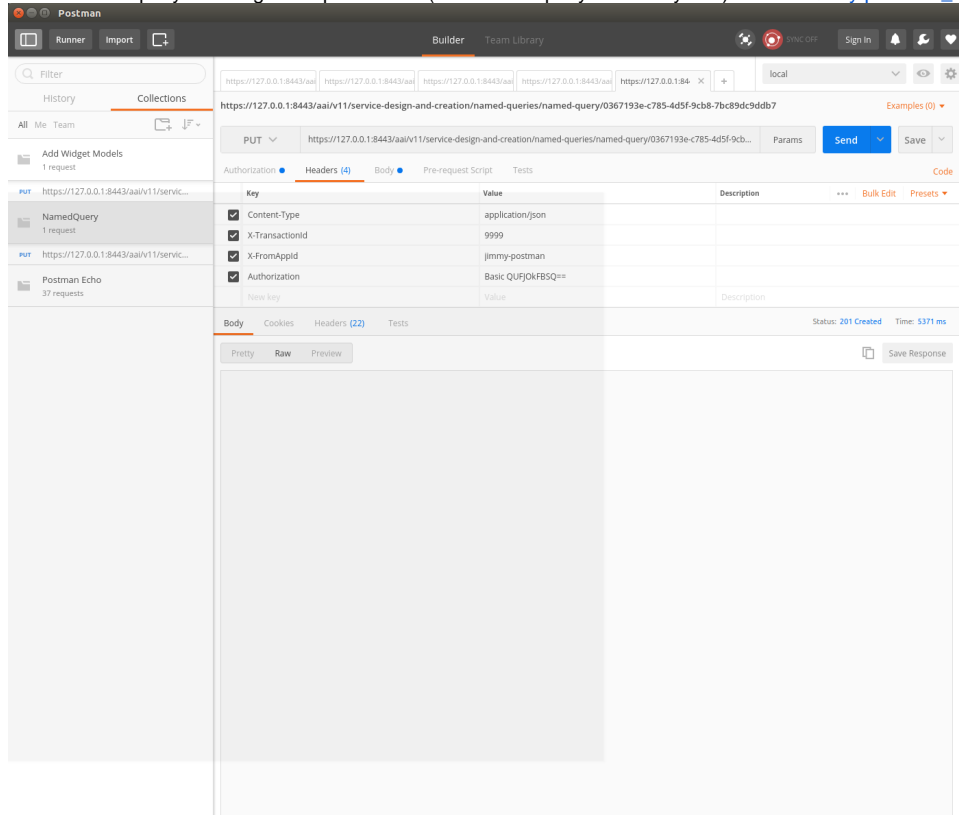 Postman
Runner Import Builder Team Library SYNC OFF Sign In
Filter
History Collections
All Me Team
Add Widget Models
1 request
PUT https://127.0.0.1:8443/aai/v11/servic...
NamedQuery
1 request
PUT https://127.0.0.1:8443/aai/v11/servic...
Postman Echo
37 requests
https://127.0.0.1:8443/aai https://127.0.0.1:8443/aai https://127.0.0.1:8443/aai https://127.0.0.1:8443/aai https://127.0.0.1:84 × + local
https://127.0.0.1:8443/aai/v11/service-design-and-creation/named-queries/named-query/0367193e-c785-4d5f-9cb8-7bc89dc9ddb7 Examples (0)
PUT https://127.0.0.1:8443/aai/v11/service-design-and-creation/named-queries/named-query/0367193e-c785-4d5f-9cb... Params Send Save
Authorization Headers (4) Body Pre-request Script Tests Code
Key Value Description ••• Bulk Edit Presets
Content-Type application/json
X-TransactionId 9999
X-FromAppId jimmy-postman
Authorization Basic QUFJOkFBSQ==
New key Value Description
Body Cookies Headers (22) Tests Status: 201 Created Time: 5371 ms
Pretty Raw Preview Save Response